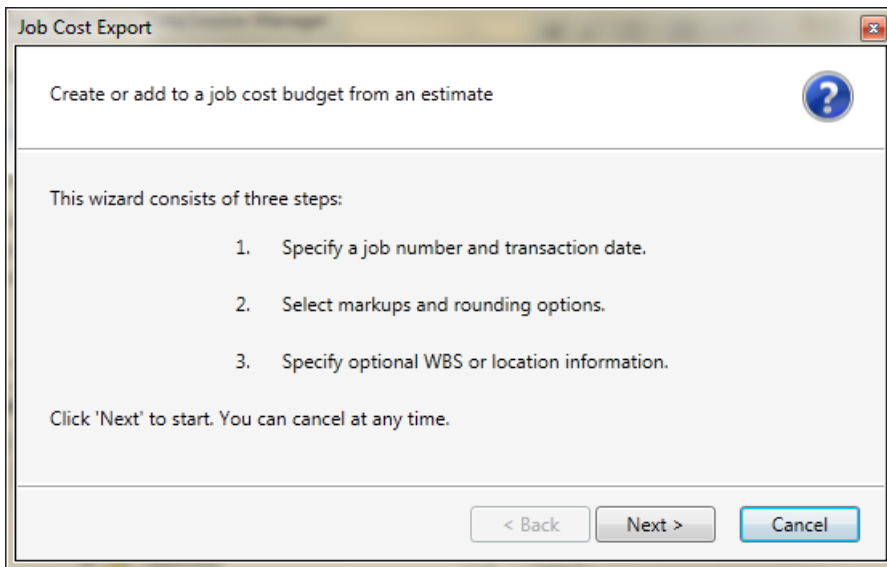 Job Cost Export
Create or add to a job cost budget from an estimate
?
This wizard consists of three steps:
1. Specify a job number and transaction date.
2. Select markups and rounding options.
3. Specify optional WBS or location information.
Click 'Next' to start. You can cancel at any time.
< Back Next > Cancel